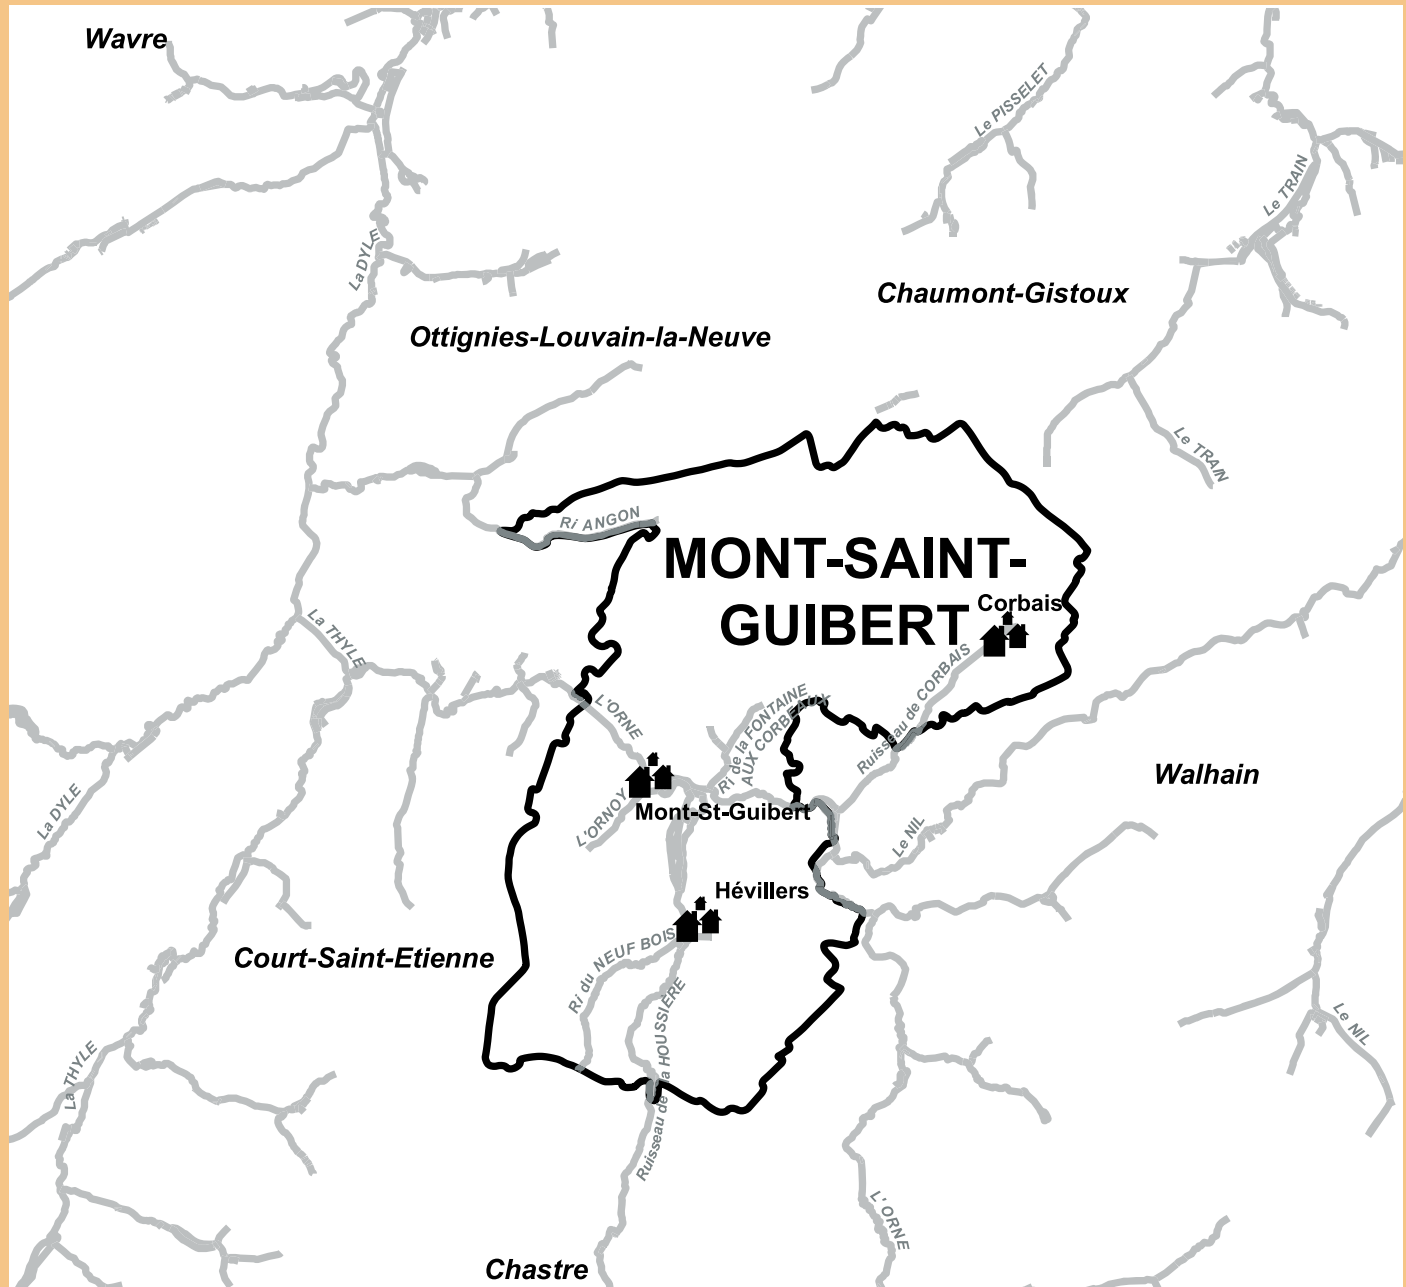 Wavre
Le PISSELET
Le TRAIN
La DYLE
Chaumont-Gistoux
Ottignies-Louvain-la-Neuve
Le TRAIN
Ri ANGON
MONT-SAINT-
GUIBERT
Corbais
La THYLE
L'ORNE
Ruisseau de CORBAIS
Ri de la FONTAINE
AUX CORBEAUX
Walhain
La DYLE
L'ORNOY
Mont-St-Guibert
Le NIL
Hévillers
Ri du NEUF BOIS
Court-Saint-Etienne
Ruisseau de la HOUSSIÈRE
Le NIL
La THYLE
L'ORNE
Chastre